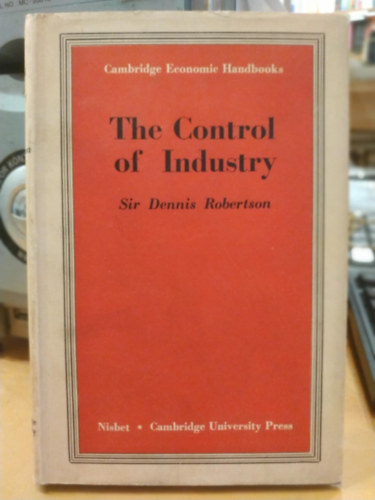 Cambridge Economic Handbooks
The Control
of Industry
Sir Dennis Robertson
Nisbet • Cambridge University Press